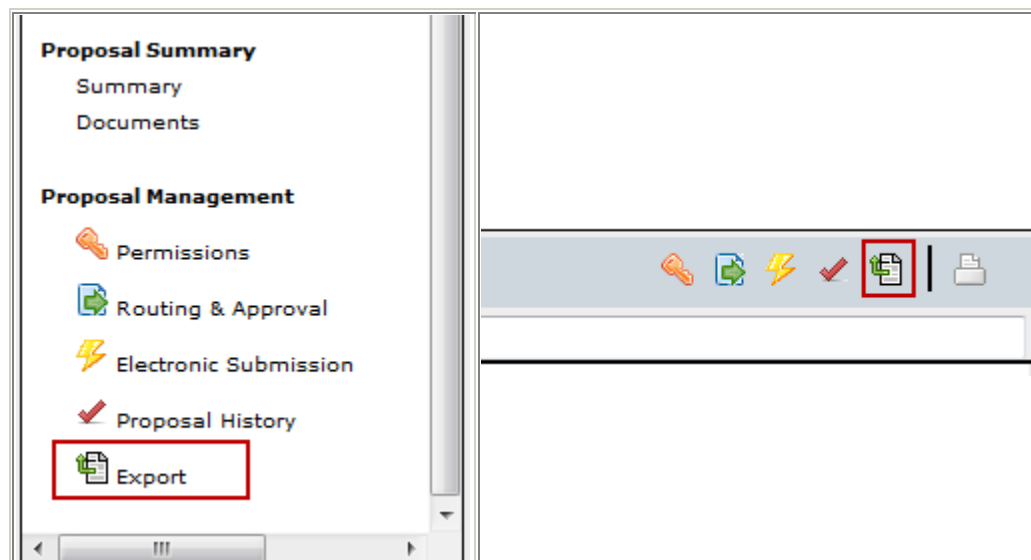 Proposal Summary
Summary
Documents
Proposal Management
Permissions
Routing & Approval
Electronic Submission
Proposal History
Export